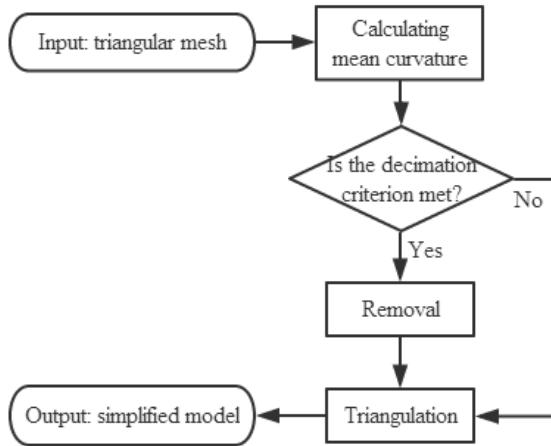 Input: triangular mesh
Calculating
mean curvature
Is the decimation
criterion met?
No
Yes
Removal
Output: simplified model
Triangulation